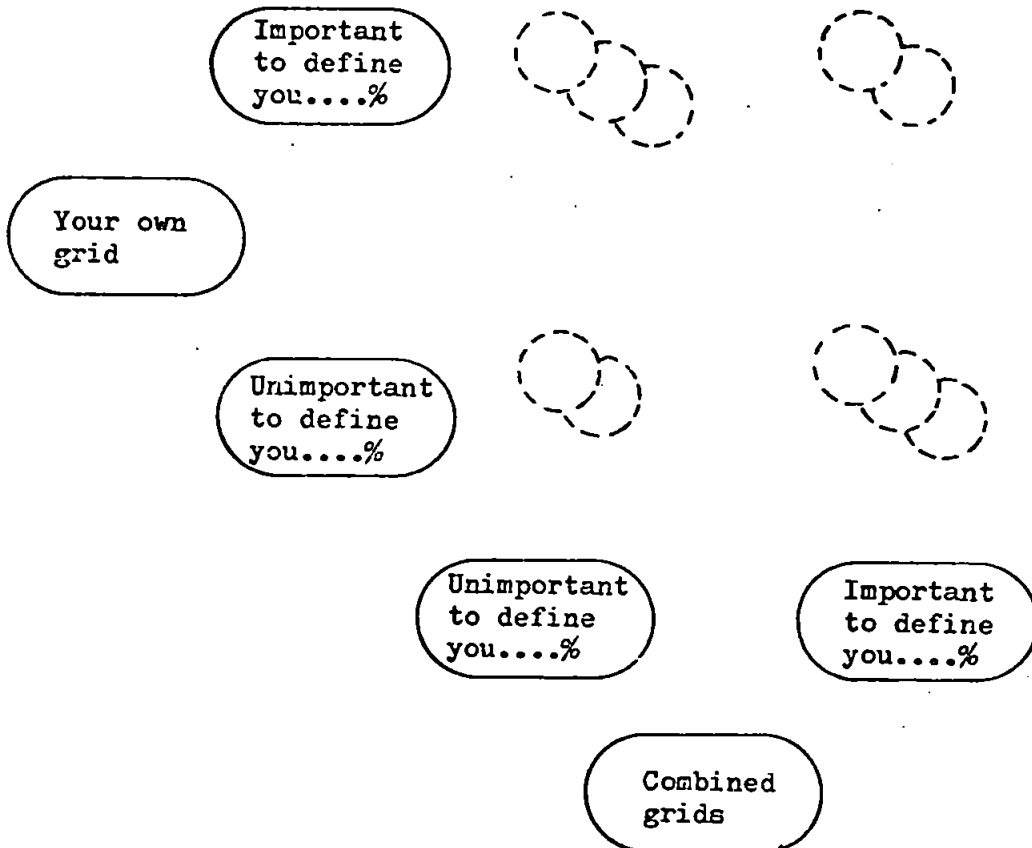 Important
to define
you....%
Your own
grid
Unimportant
to define
you....%
Unimportant
to define
you....%
Important
to define
you....%
Combined
grids